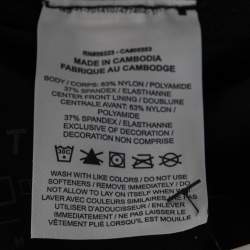 MADE IN CAMBODIA
FABRIQUE AU CAMBODGE
BODY / CORPS: 63% NYLON / POLYAMIDE
37% SPANDEX / ELASTHANNE
CENTER FRONT LINING / DOUBLURE
CENTRALE AVANT: 63% NYLON /
POLYAMIDE
37% SPANDEX / ELASTHANNE
EXCLUSIVE OF DECORATION /
DECORATION NON COMPRISE
WASH WITH LIKE COLORS / DO NOT USE
SOFTENERS / REMOVE IMMEDIATELY / DO
NOT ALLOW TO LAY ON ITSELF WHEN WET
LAVER AVEC COULEURS SIMILAIRES / NE PAS
UTILISER D'ADOUCISSEUR / ENLEVER
IMMÉDIATEMENT / NE PAS LAISSER LE
VÊTEMENT PLIÉ LORSQU'IL EST